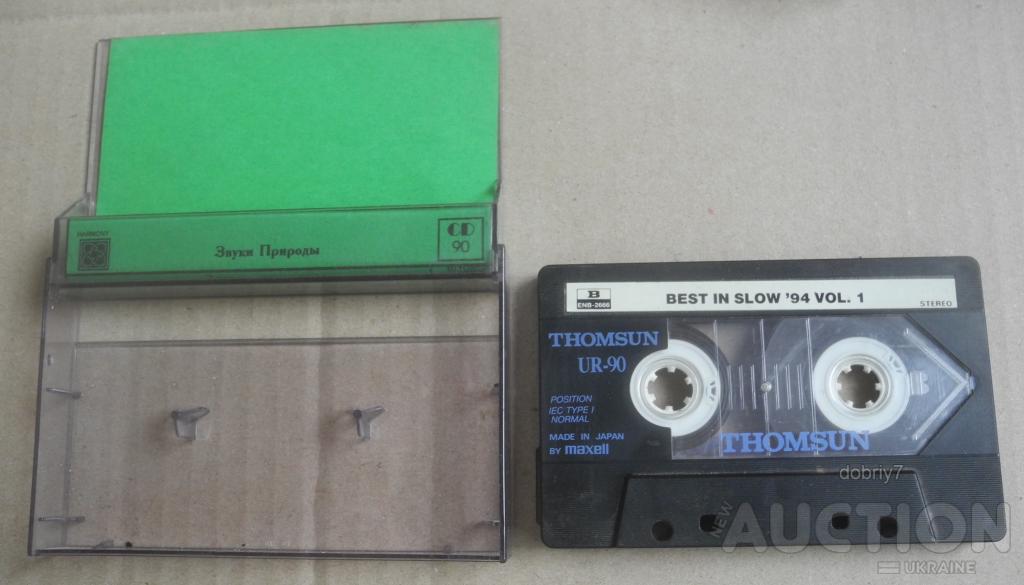 HARMONY
Звуки Природы
CD
90
B
ENB-2666
BEST IN SLOW '94 VOL. 1
STEREO
THOMSUN
UR-90
POSITION
IEC TYPE I
NORMAL
MADE IN JAPAN
BY maxell
B
THOMSUN
dobriy7
NEW
AUCTION
UKRAINE